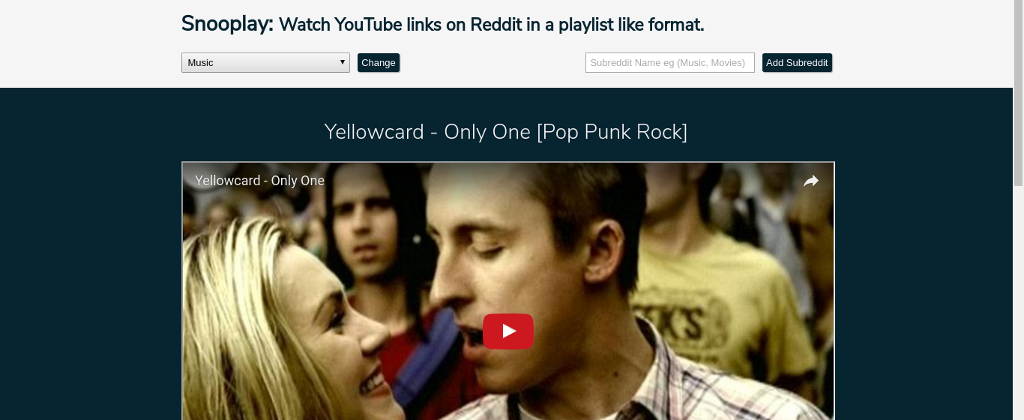 Snooplay: Watch YouTube links on Reddit in a playlist like format.
Music
Change
Subreddit Name eg (Music, Movies)
Add Subreddit
Yellowcard - Only One [Pop Punk Rock]
Yellowcard - Only One